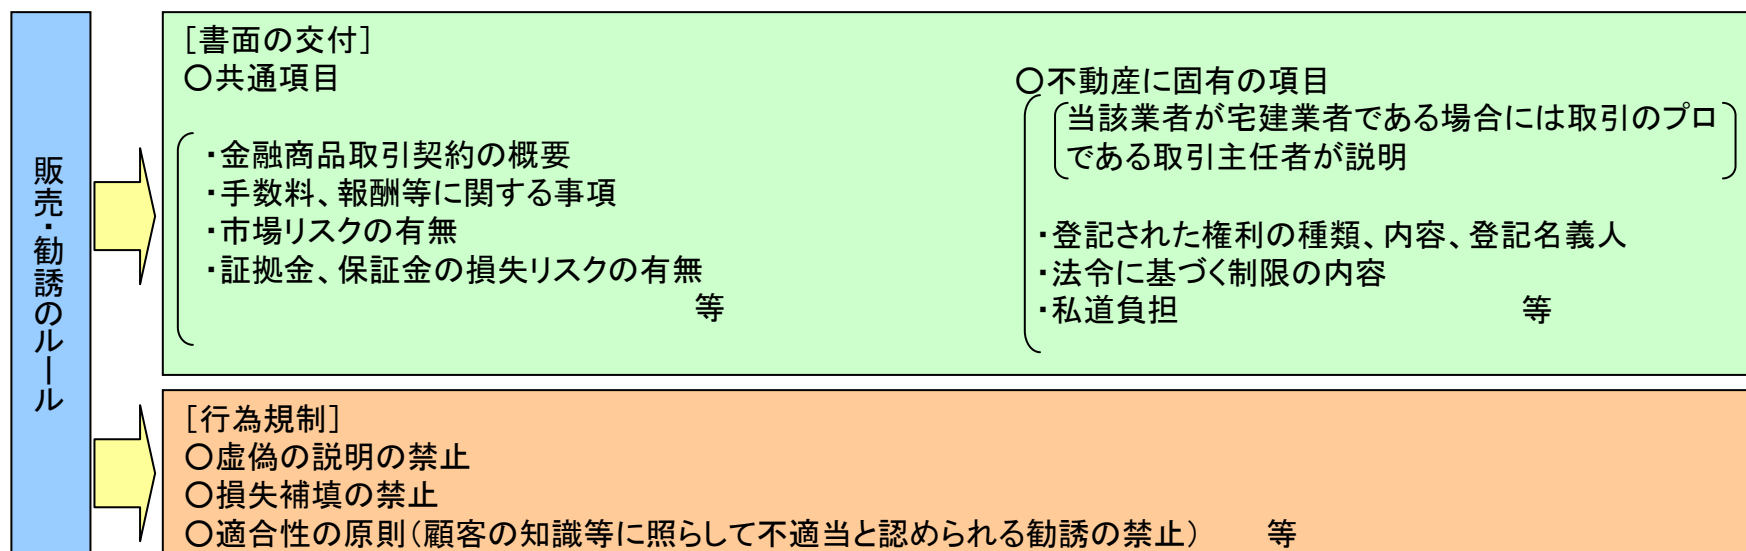 販売・勧誘のルール
［書面の交付］
○共通項目
・金融商品取引契約の概要
・手数料、報酬等に関する事項
・市場リスクの有無
・証拠金、保証金の損失リスクの有無
等
○不動産に固有の項目
当該業者が宅建業者である場合には取引のプロ
である取引主任者が説明
・登記された権利の種類、内容、登記名義人
・法令に基づく制限の内容
・私道負担 等
［行為規制］
○虚偽の説明の禁止
○損失補填の禁止
○適合性の原則（顧客の知識等に照らして不適当と認められる勧誘の禁止） 等